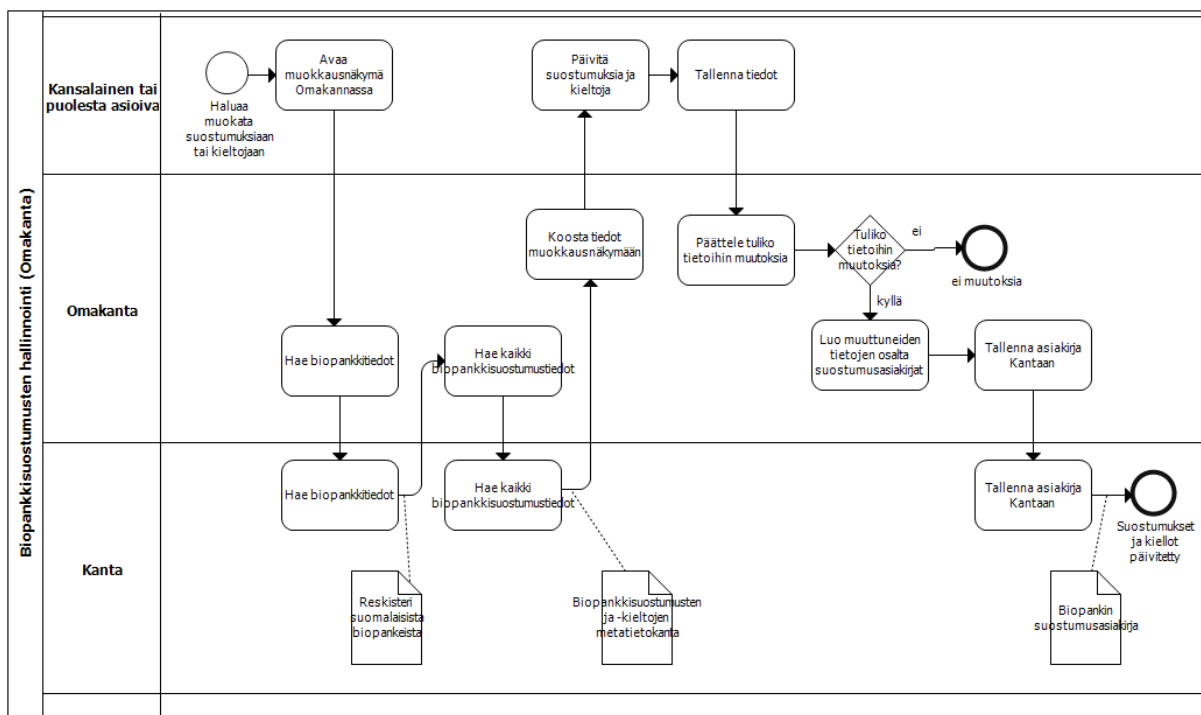 Biopankkisuostumusten hallinnointi (Omakanta)
Kansalainen tai
puolesta asioiva
Haluaa
muokata
suostumuksiaan
tai kieltojaan
Avaa
muokkausnäkymä
Omakannassa
Päivitä
suostumuksia ja
kieltoja
Tallenna tiedot
Omakanta
Hae biopankkitiedot
Hae kaikki
biopankkisuostumustiedot
Koosta tiedot
muokkausnäkymään
Päättele tuliko
tietoihin muutoksia
Tuliko
tietoihin
muutoksia?
ei
ei muutoksia
kyllä
Luo muuttuneiden
tietojen osalta
suostumusasiakirjat
Tallenna asiakirja
Kantaan
Kanta
Hae biopankkitiedot
Hae kaikki
biopankkisuostumustiedot
Tallenna asiakirja
Kantaan
Suostumukset
ja kiellot
päivitetty
Reskisteri
suomalaisista
biopankeista
Biopankkisuostumusten
ja -kieltojen
metatietokanta
Biopankin
suostumusasiakirja